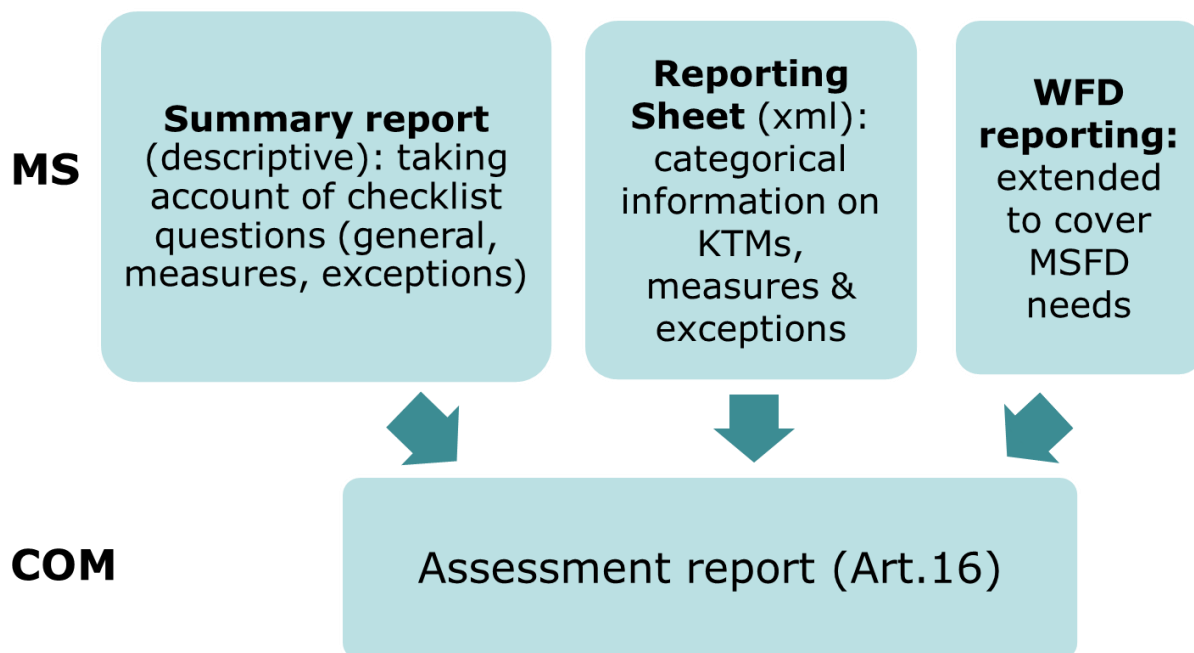 MS
Summary report
(descriptive): taking
account of checklist
questions (general,
measures, exceptions)
Reporting
Sheet (xml):
categorical
information on
KTMs,
measures &
exceptions
WFD
reporting:
extended
to cover
MSFD
needs
COM
Assessment report (Art.16)